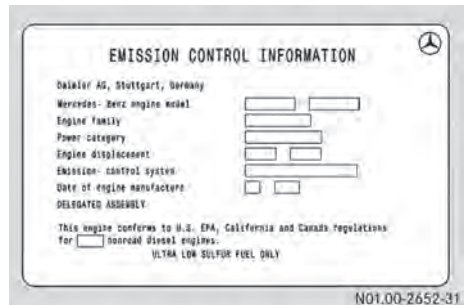 EMISSION CONTROL INFORMATION
Daimler AG, Stuttgart, Germany
Mercedes- Benz engine model
Engine family
Power category
Engine displacement
Emission- control system
Date of engine manufacture
DELEGATED ASSEMBLY
This engine conforms to U.S. EPA, California and Canada regulations
for nonroad diesel engines.
ULTRA LOW SULFUR FUEL ONLY
N01.00-2652-31